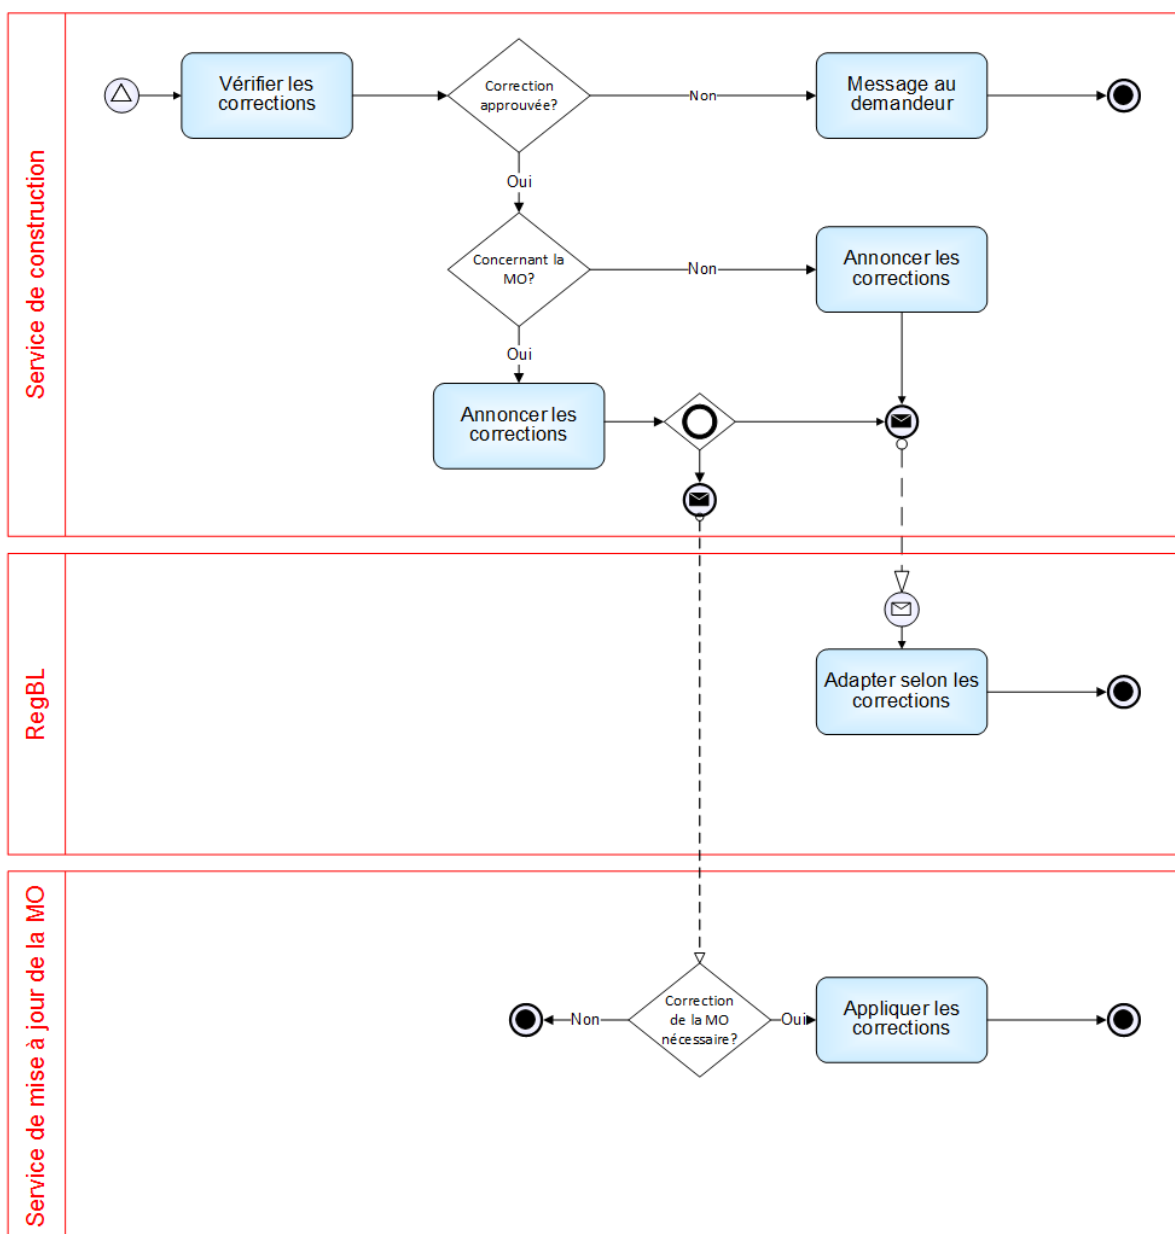 Service de construction
Vérifier les
corrections
Correction
approuvée?
Non
Message au
demandeur
Oui
Concernant la
MO?
Non
Annoncer les
corrections
Oui
Annoncer les
corrections
RegBL
Adapter selon les
corrections
Service de mise à jour de la MO
Non
Correction
de la MO
nécessaire?
Oui
Appliquer les
corrections